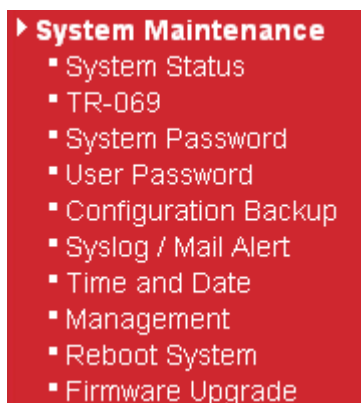 System Maintenance
System Status
TR-069
System Password
User Password
Configuration Backup
Syslog / Mail Alert
Time and Date
Management
Reboot System
Firmware Upgrade